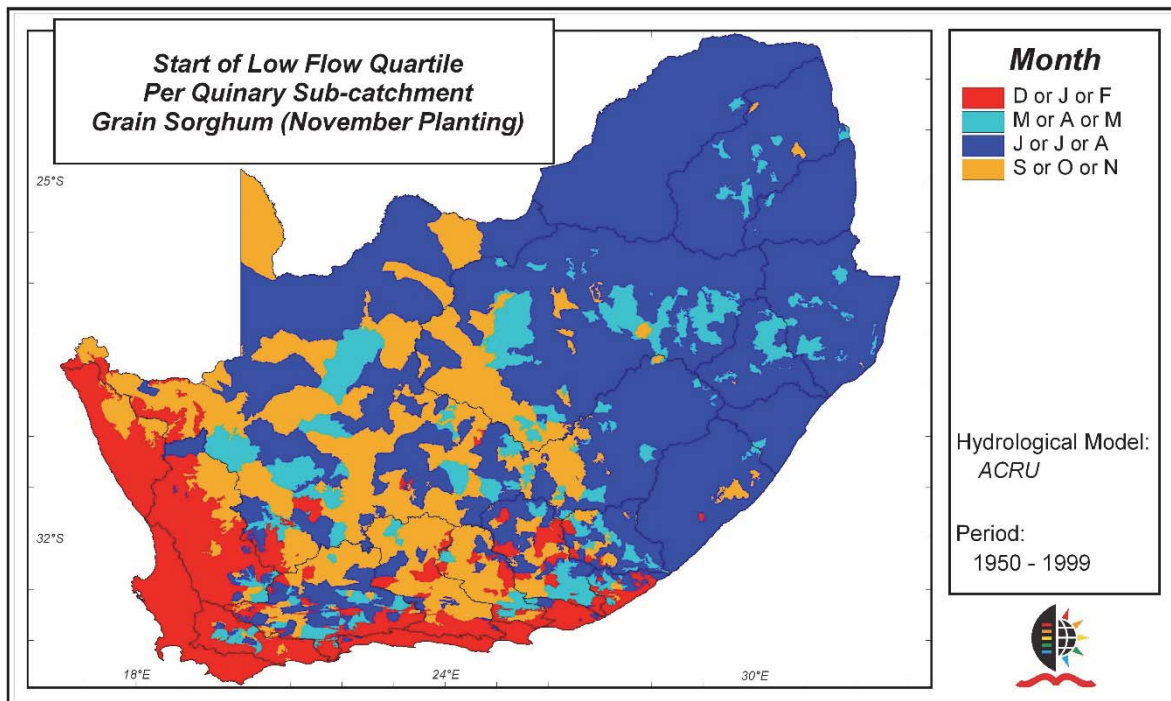 Start of Low Flow Quartile
Per Quinary Sub-catchment
Grain Sorghum (November Planting)
Month
D or J or F
M or A or M
J or J or A
S or O or N
25°S
32°S
18°E
24°E
30°E
Hydrological Model:
ACRU
Period:
1950 - 1999